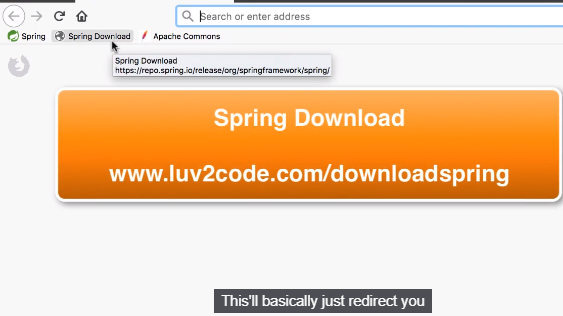 Search or enter address
Spring
Spring Download
Apache Commons
Spring Download
https://repo.spring.io/release/org/springframework/spring/
Spring Download
www.luv2code.com/downloadspring
This'll basically just redirect you